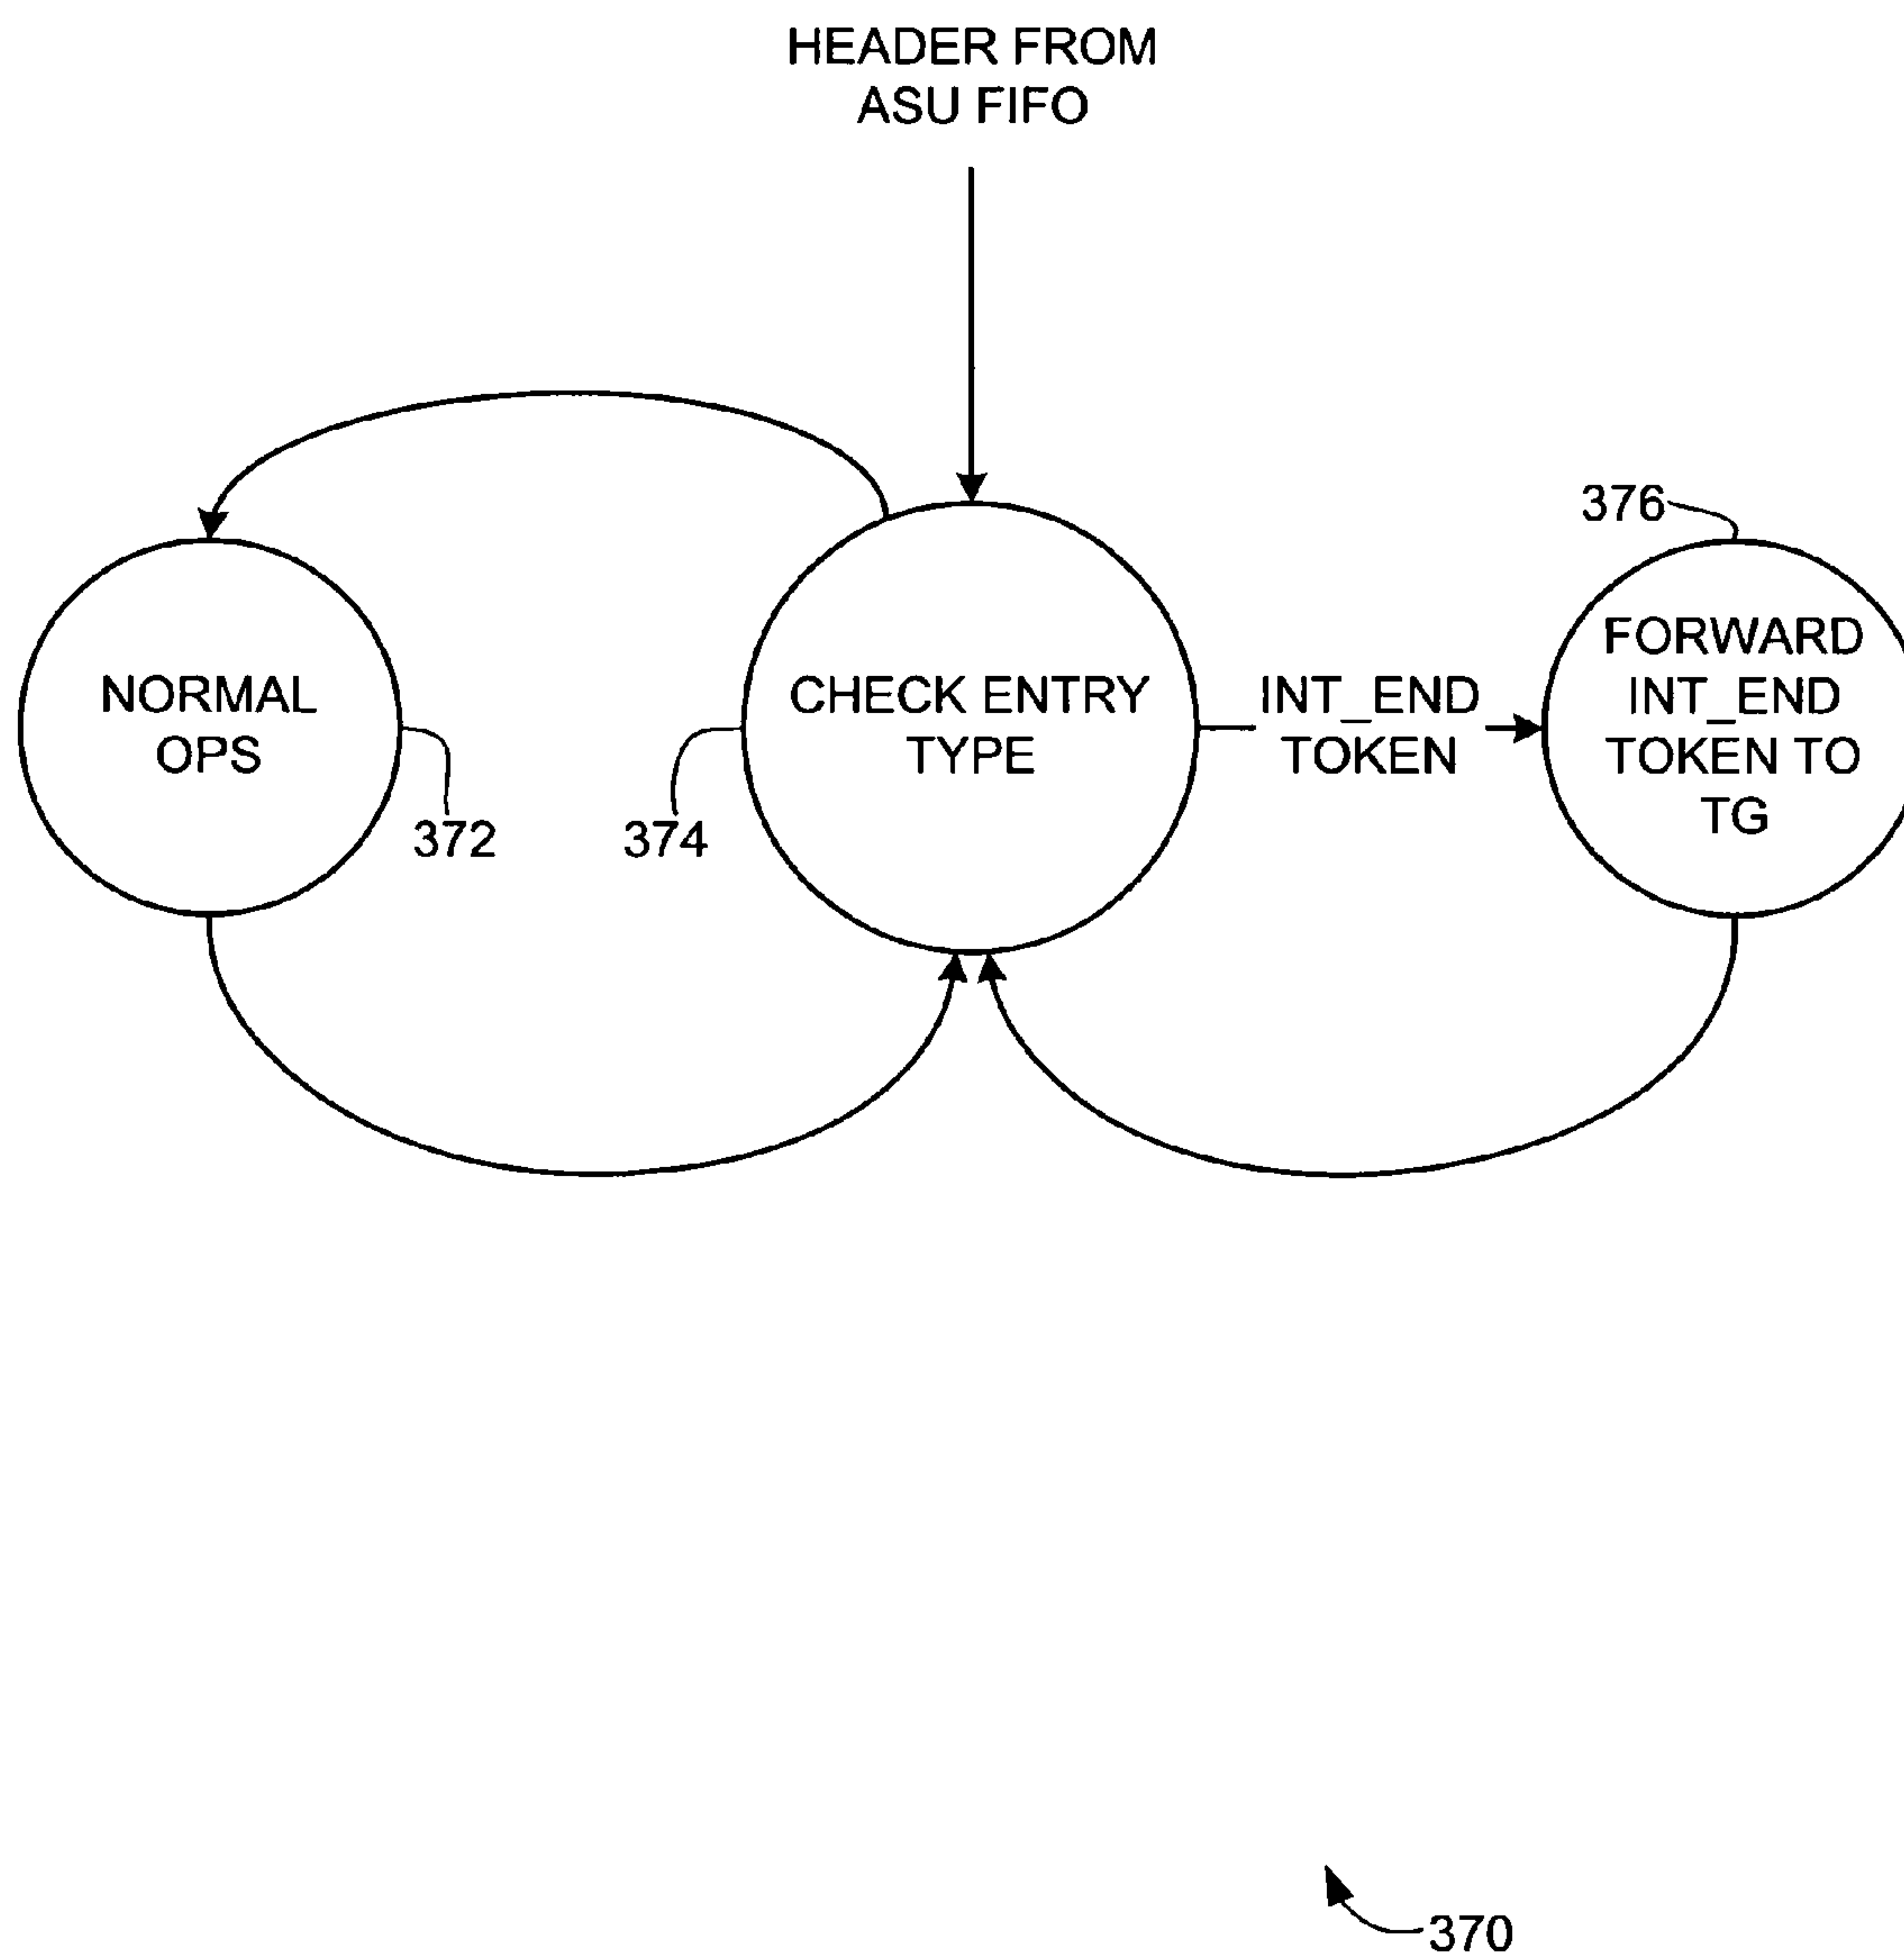 HEADER FROM
ASU FIFO
376
NORMAL
OPS
372
CHECK ENTRY
TYPE
374
INT_END
TOKEN
FORWARD
INT_END
TOKEN TO
TG
370